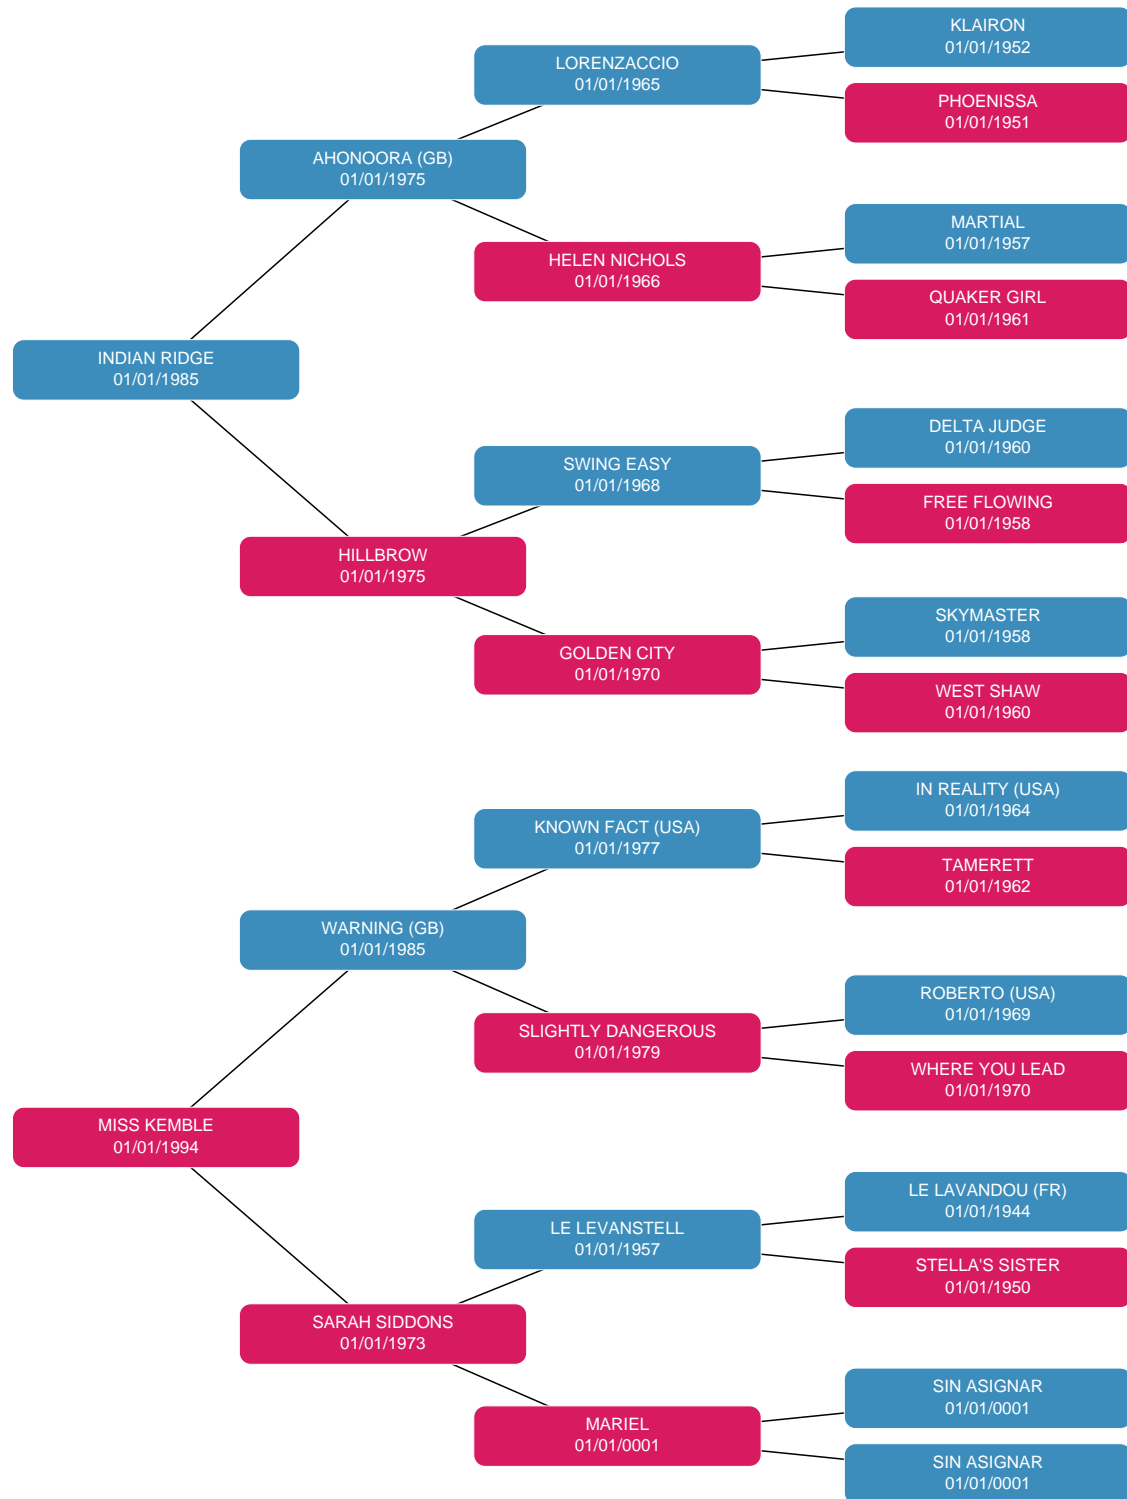 KLAIRON
01/01/1952
LORENZACCIO
01/01/1965
PHOENISSA
01/01/1951
AHONOORA (GB)
01/01/1975
MARTIAL
01/01/1957
HELEN NICHOLS
01/01/1966
QUAKER GIRL
01/01/1961
INDIAN RIDGE
01/01/1985
DELTA JUDGE
01/01/1960
SWING EASY
01/01/1968
FREE FLOWING
01/01/1958
HILLBROW
01/01/1975
SKYMASTER
01/01/1958
GOLDEN CITY
01/01/1970
WEST SHAW
01/01/1960
IN REALITY (USA)
01/01/1964
KNOWN FACT (USA)
01/01/1977
TAMERETT
01/01/1962
WARNING (GB)
01/01/1985
ROBERTO (USA)
01/01/1969
SLIGHTLY DANGEROUS
01/01/1979
WHERE YOU LEAD
01/01/1970
MISS KEMBLE
01/01/1994
LE LAVANDOU (FR)
01/01/1944
LE LEVANSTELL
01/01/1957
STELLA'S SISTER
01/01/1950
SARAH SIDDONS
01/01/1973
SIN ASIGNAR
01/01/0001
MARIEL
01/01/0001
SIN ASIGNAR
01/01/0001